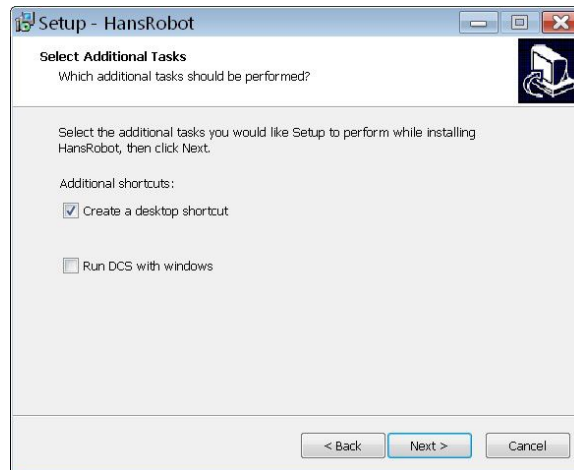 Setup - HansRobot
Select Additional Tasks
Which additional tasks should be performed?
Select the additional tasks you would like Setup to perform while installing
HansRobot, then click Next.
Additional shortcuts:
Create a desktop shortcut
Run DCS with windows
< Back
Next >
Cancel